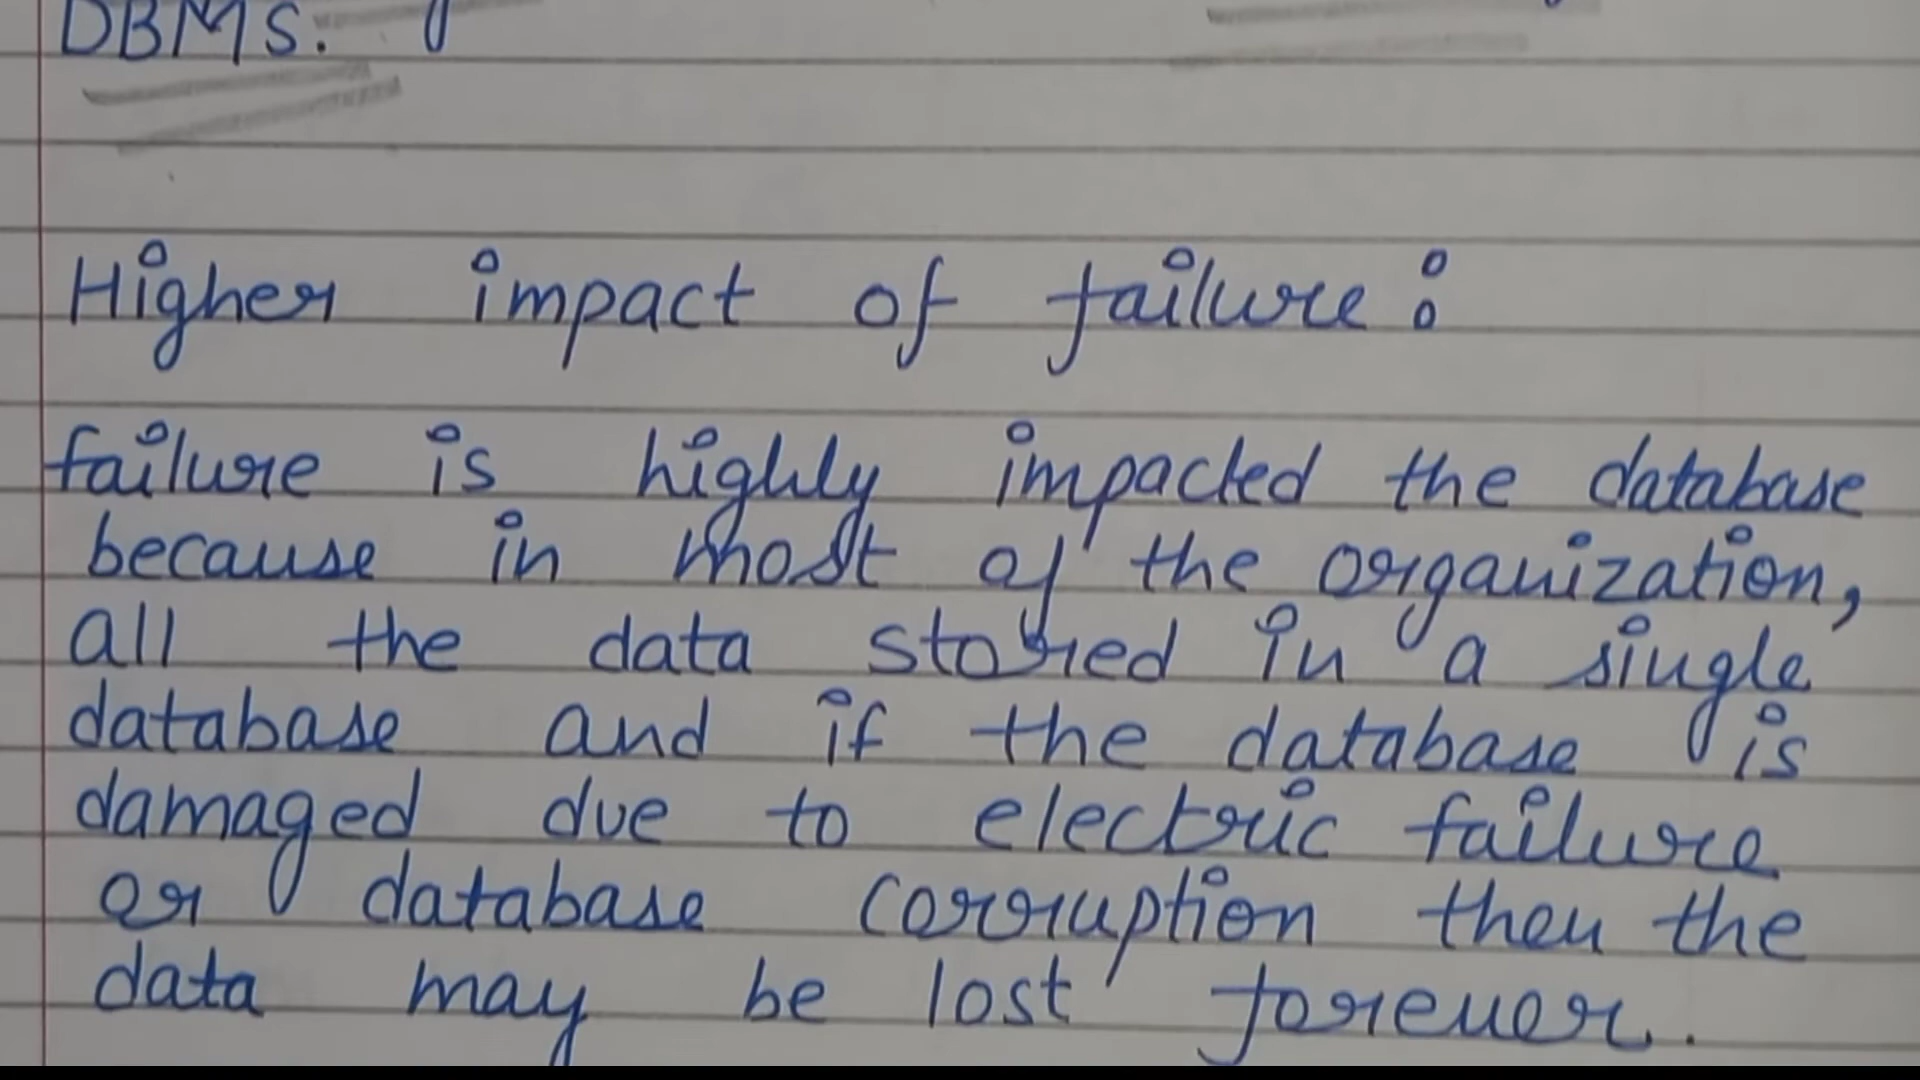 DBMS.
Higher impact of failure:
failure is highly impacted the database
because in most of the organization,
all the data stored in a single
database and if the database is
damaged due to electric failure
or database corruption then the
data may be lost forever.